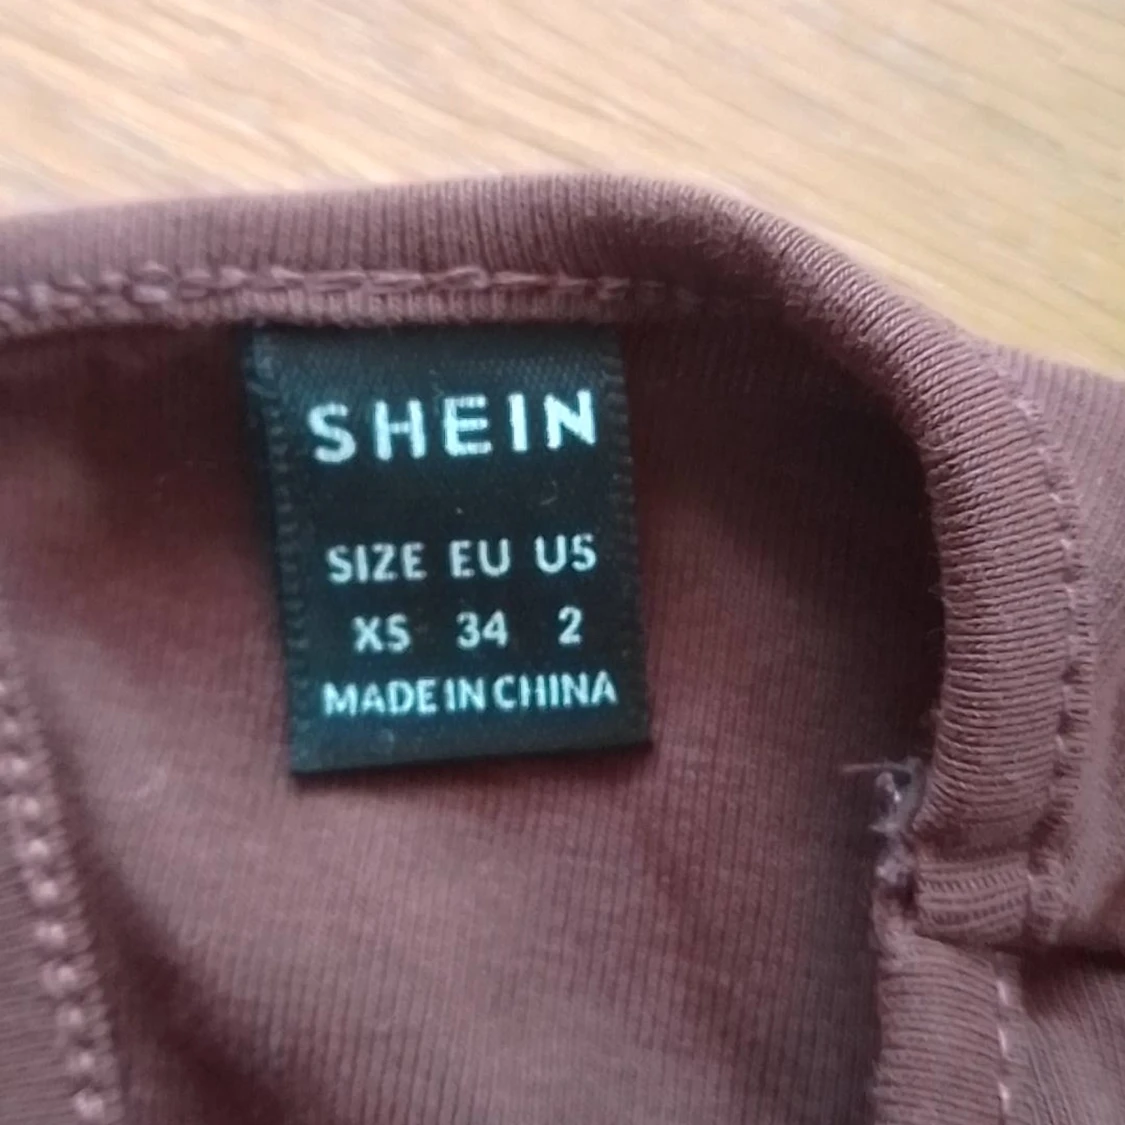 SHEIN
SIZE EU US
XS 34 2
MADE IN CHINA